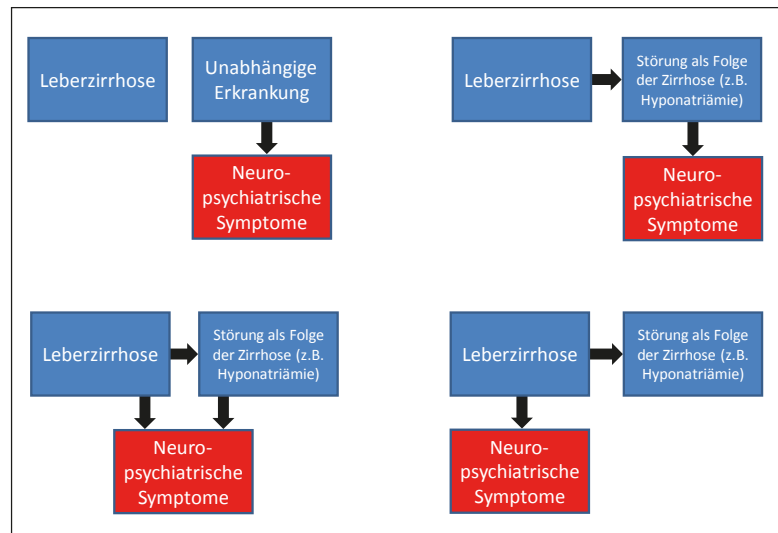 Leberzirrhose
Unabhängige
Erkrankung
Neuro-
psychiatrische
Symptome
Leberzirrhose
Störung als Folge
der Zirrhose (z.B.
Hyponatriämie)
Neuro-
psychiatrische
Symptome
Leberzirrhose
Störung als Folge
der Zirrhose (z.B.
Hyponatriämie)
Neuro-
psychiatrische
Symptome
Leberzirrhose
Störung als Folge
der Zirrhose (z.B.
Hyponatriämie)
Neuro-
psychiatrische
Symptome